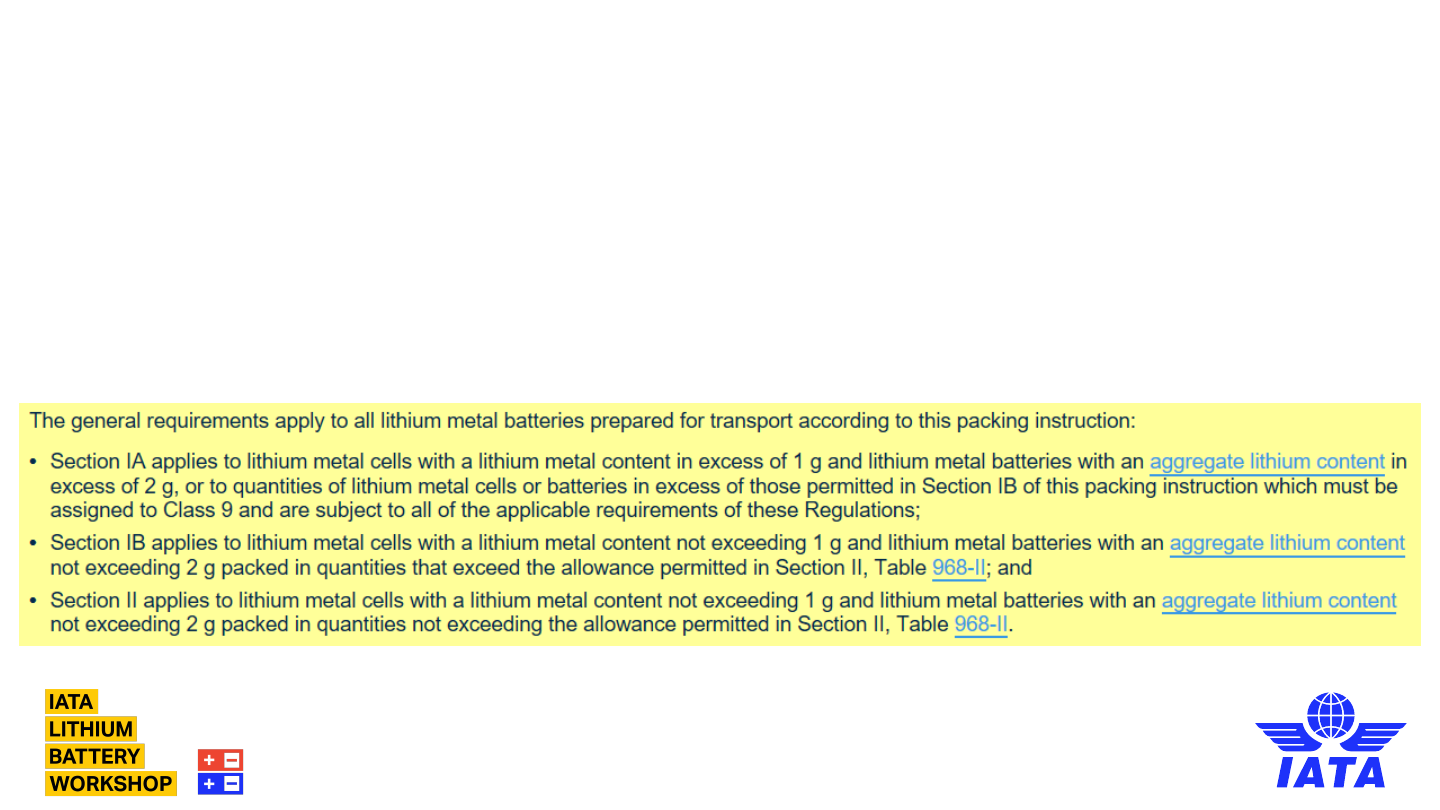 The general requirements apply to all lithium metal batteries prepared for transport according to this packing instruction:
• Section IA applies to lithium metal cells with a lithium metal content in excess of 1 g and lithium metal batteries with an aggregate lithium content in
excess of 2 g, or to quantities of lithium metal cells or batteries in excess of those permitted in Section IB of this packing instruction which must be
assigned to Class 9 and are subject to all of the applicable requirements of these Regulations;
• Section IB applies to lithium metal cells with a lithium metal content not exceeding 1 g and lithium metal batteries with an aggregate lithium content
not exceeding 2 g packed in quantities that exceed the allowance permitted in Section II, Table 968-II; and
• Section II applies to lithium metal cells with a lithium metal content not exceeding 1 g and lithium metal batteries with an aggregate lithium content
not exceeding 2 g packed in quantities not exceeding the allowance permitted in Section II, Table 968-II.
IATA
LITHIUM
BATTERY
WORKSHOP
+ −
+ −
IATA